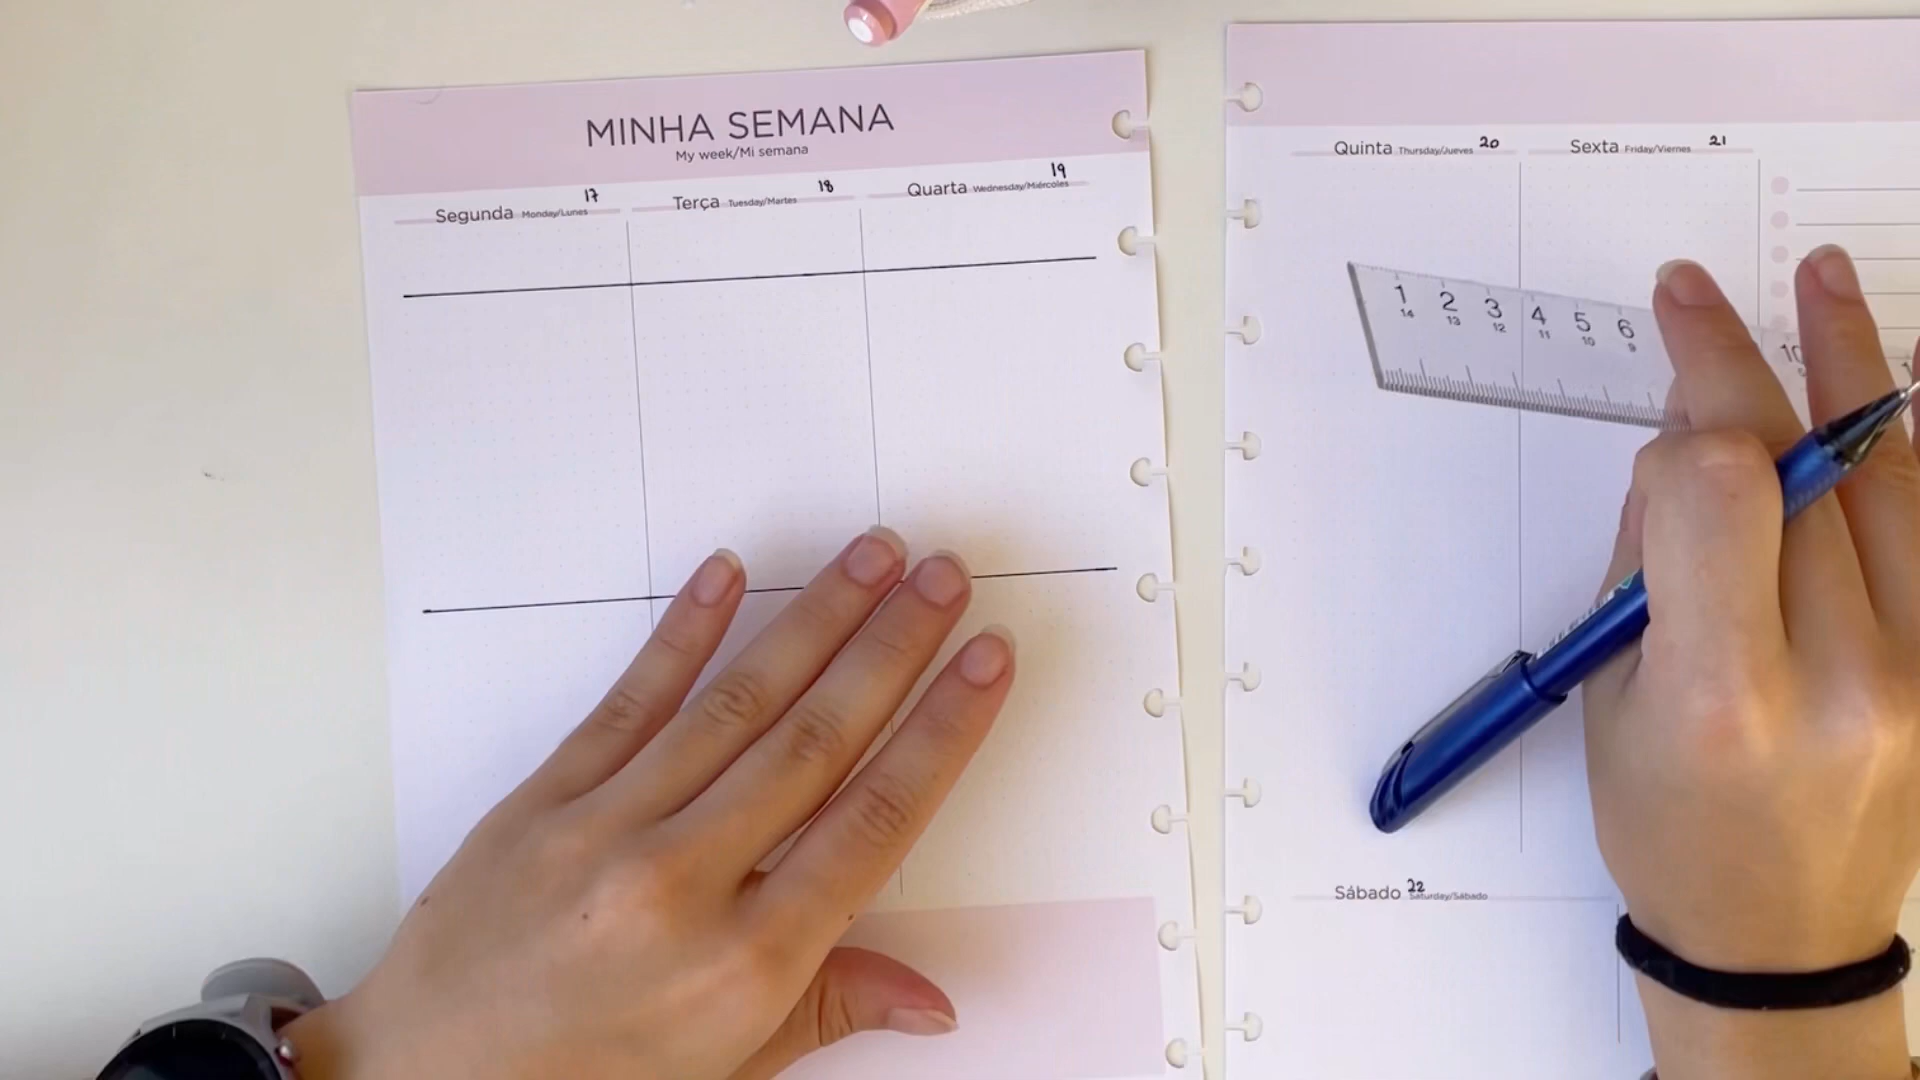 MINHA SEMANA
My week/Mi semana
Segunda Monday/Lunes 17
Terça Tuesday/Martes 18
Quarta Wednesday/Miércoles 19
Quinta Thursday/Jueves 20
Sexta Friday/Viernes 21
1 2 3 4 5 6 10
14 13 12 11 10 9
Sábado Saturday/Sábado 22